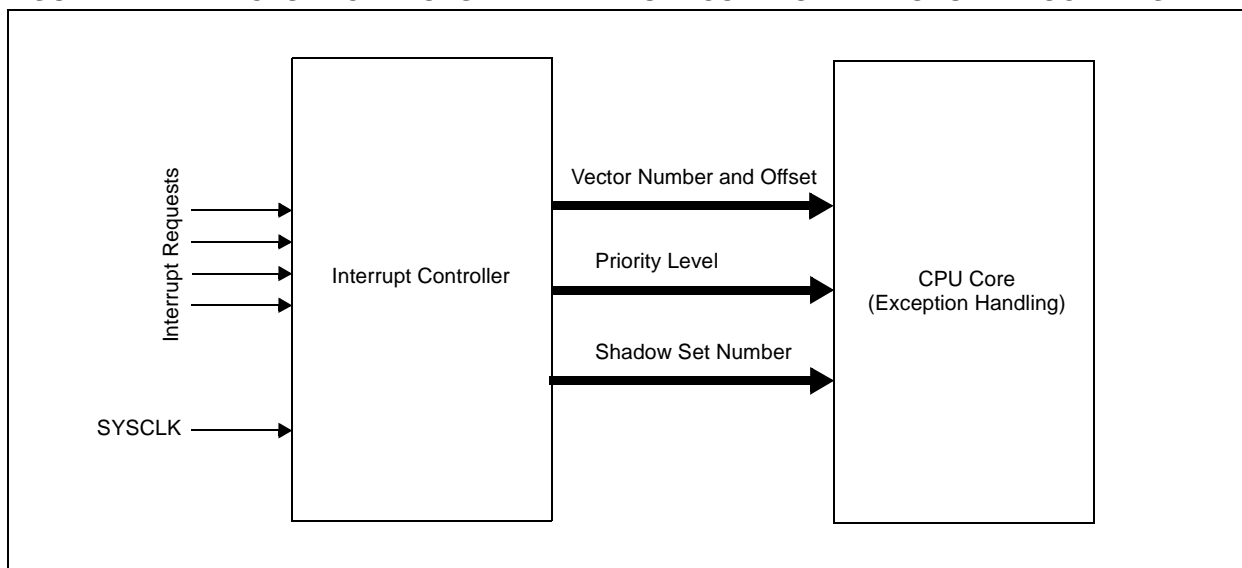 Interrupt Requests
SYSCLK
Interrupt Controller
Vector Number and Offset
Priority Level
Shadow Set Number
CPU Core
(Exception Handling)